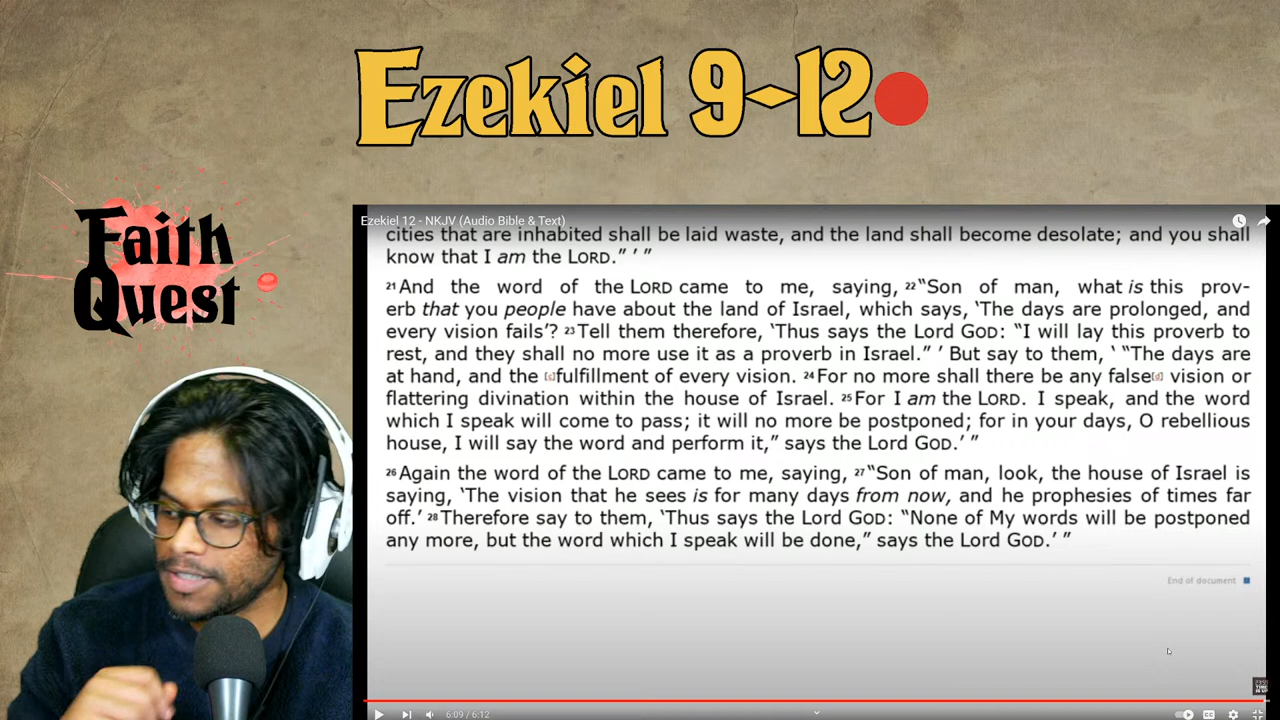 Ezekiel 9-12
Faith
Quest
Ezekiel 12 - NKJV (Audio Bible & Text)
cities that are inhabited shall be laid waste, and the land shall become desolate; and you shall
know that I am the LORD.” ’ ”
21 And the word of the LORD came to me, saying, 22 “Son of man, what is this prov-
erb that you people have about the land of Israel, which says, ‘The days are prolonged, and
every vision fails’? 23 Tell them therefore, ‘Thus says the Lord GOD: “I will lay this proverb to
rest, and they shall no more use it as a proverb in Israel.” ’ But say to them, ‘ “The days are
at hand, and the [c]fulfillment of every vision. 24 For no more shall there be any false[d] vision or
flattering divination within the house of Israel. 25 For I am the LORD. I speak, and the word
which I speak will come to pass; it will no more be postponed; for in your days, O rebellious
house, I will say the word and perform it,” says the Lord GOD.’ ”
26 Again the word of the LORD came to me, saying, 27 “Son of man, look, the house of Israel is
saying, ‘The vision that he sees is for many days from now, and he prophesies of times far
off.’ 28 Therefore say to them, ‘Thus says the Lord GOD: “None of My words will be postponed
any more, but the word which I speak will be done,” says the Lord GOD.’ ”
End of document
6:09 / 6:12